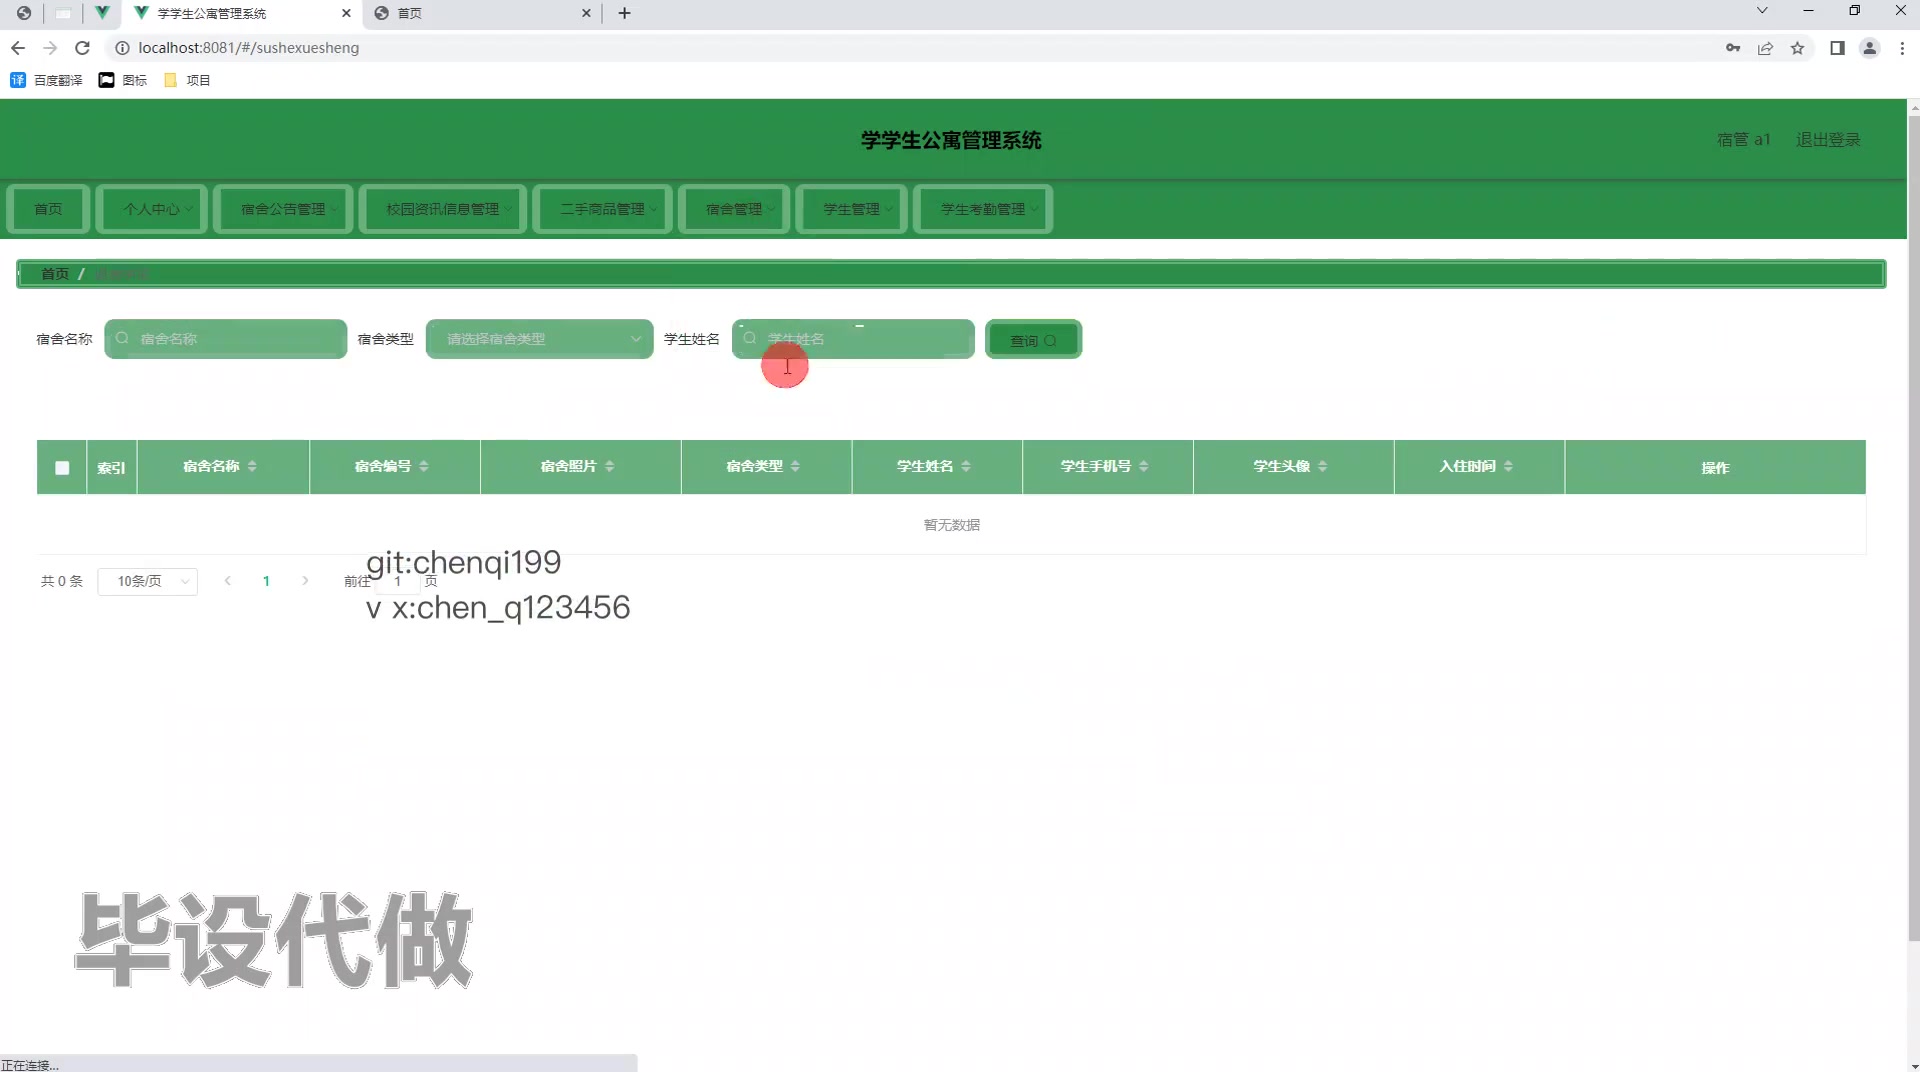 学学生公寓管理系统
首页
localhost:8081/#/sushexuesheng
译 百度翻译 图标 项目
学学生公寓管理系统
宿管 a1 退出登录
首页 个人中心 宿舍公告管理 校园资讯信息管理 二手商品管理 宿舍管理 学生管理 学生考勤管理
首页 /
宿舍名称 宿舍名称 宿舍类型 请选择宿舍类型 学生姓名 学生姓名 查询
索引 宿舍名称 宿舍编号 宿舍照片 宿舍类型 学生姓名 学生手机号 学生头像 入住时间 操作
暂无数据
git:chenqi199
共 0 条 10条/页 1 前往 1 页
v x:chen_q123456
毕设代做
正在连接...